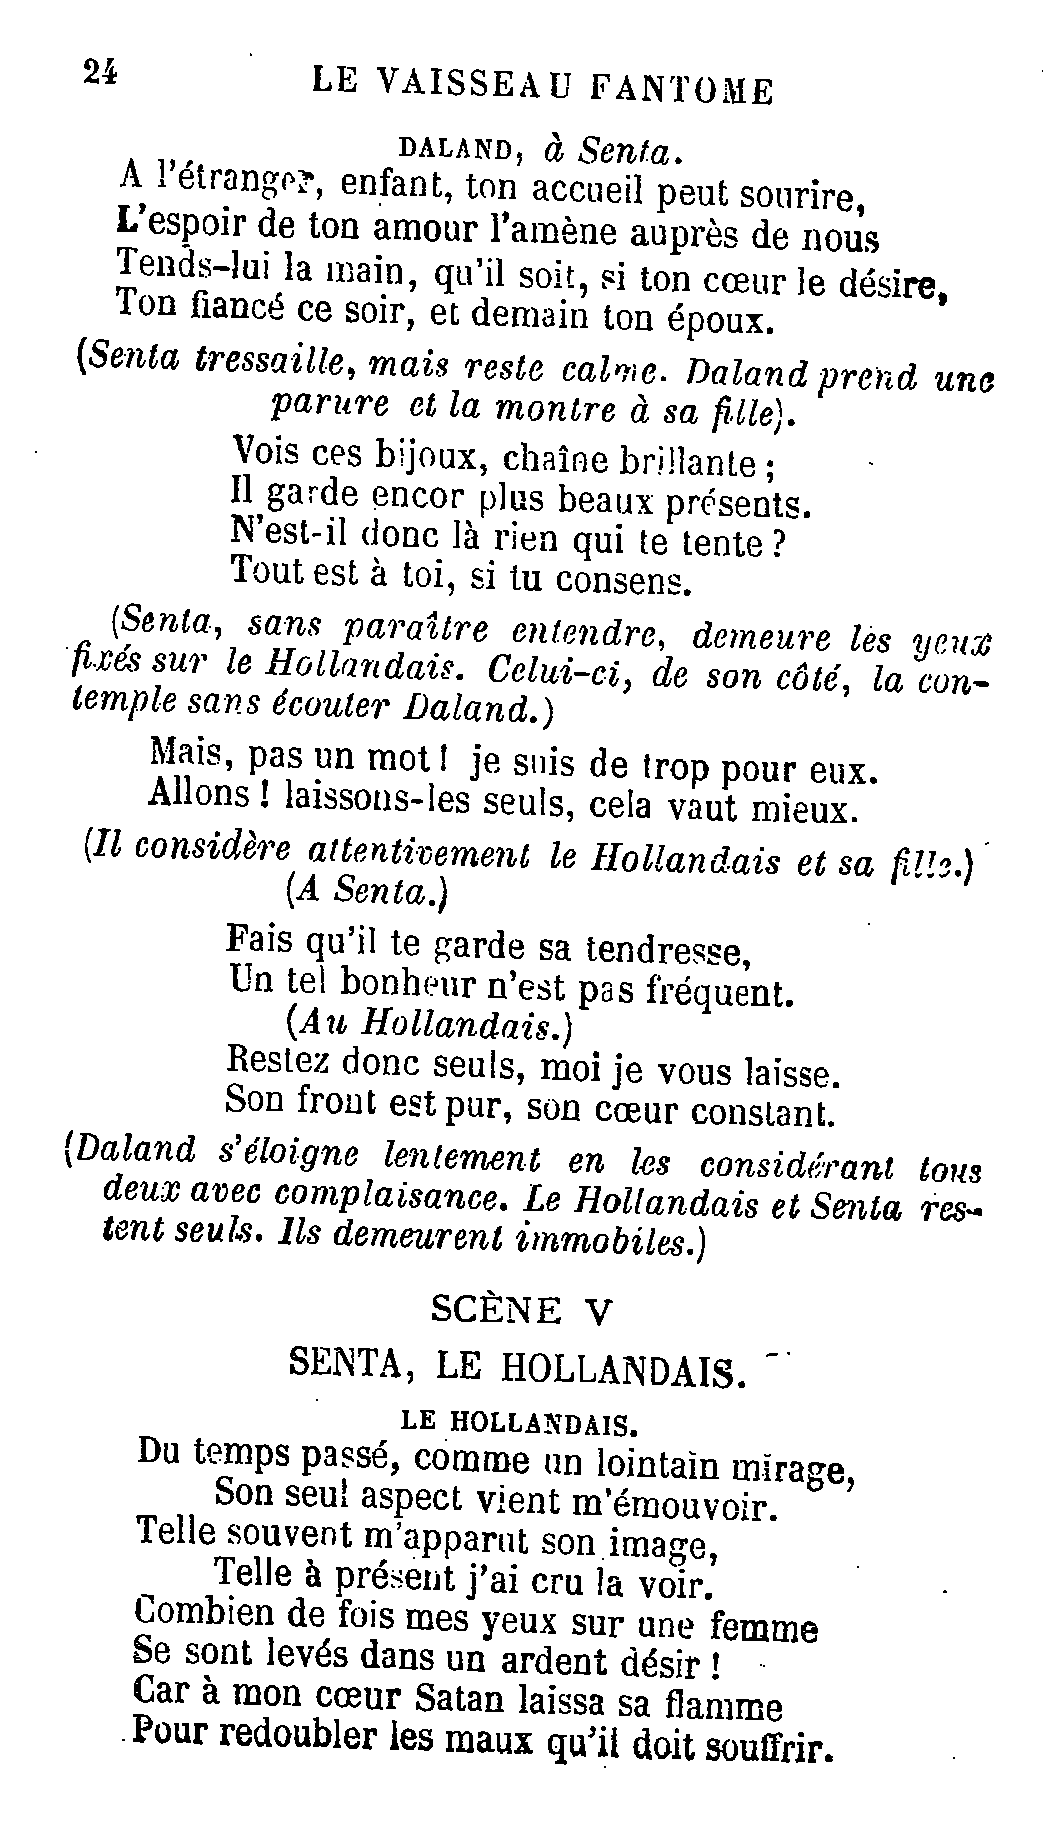 24
LE VAISSEAU FANTOME
DALAND, à Senta.
A l'étranger, enfant, ton accueil peut sourire,
L'espoir de ton amour l'amène auprès de nous
Tends-lui la main, qu'il soit, si ton cœur le désire,
Ton fiancé ce soir, et demain ton époux.
(Senta tressaille, mais reste calme. Daland prend une
parure et la montre à sa fille).
Vois ces bijoux, chaîne brillante ;
Il garde encor plus beaux présents.
N'est-il donc là rien qui te tente ?
Tout est à toi, si tu consens.
(Senta, sans paraître entendre, demeure les yeux
fixés sur le Hollandais. Celui-ci, de son côté, la con-
temple sans écouter Daland.)
Mais, pas un mot ! je suis de trop pour eux.
Allons ! laissons-les seuls, cela vaut mieux.
(Il considère attentivement le Hollandais et sa fille.)
(A Senta.)
Fais qu'il te garde sa tendresse,
Un tel bonheur n'est pas fréquent.
(Au Hollandais.)
Restez donc seuls, moi je vous laisse.
Son front est pur, son cœur constant.
(Daland s'éloigne lentement en les considérant tous
deux avec complaisance. Le Hollandais et Senta res-
tent seuls. Ils demeurent immobiles.)
SCÈNE V
SENTA, LE HOLLANDAIS.
LE HOLLANDAIS.
Du temps passé, comme un lointain mirage,
Son seul aspect vient m'émouvoir.
Telle souvent m'apparut son image,
Telle à présent j'ai cru la voir.
Combien de fois mes yeux sur une femme
Se sont levés dans un ardent désir !
Car à mon cœur Satan laissa sa flamme
Pour redoubler les maux qu'il doit souffrir.